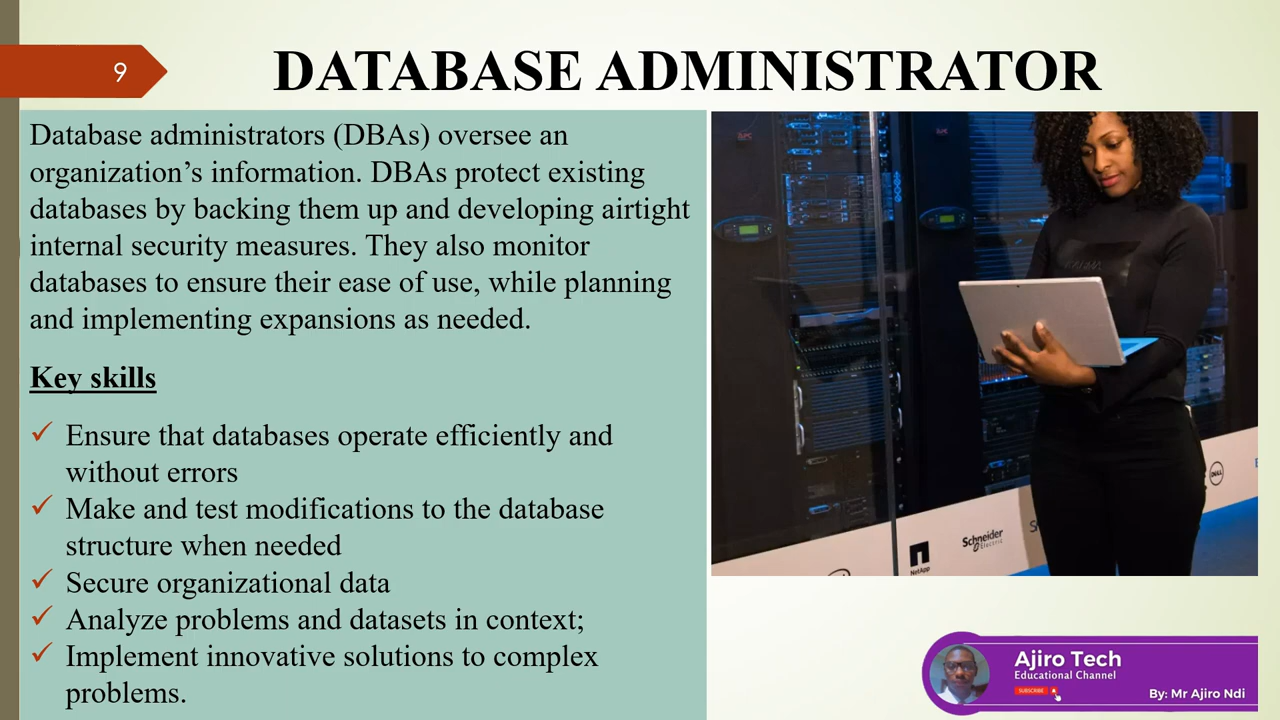 9
DATABASE ADMINISTRATOR
Database administrators (DBAs) oversee an
organization’s information. DBAs protect existing
databases by backing them up and developing airtight
internal security measures. They also monitor
databases to ensure their ease of use, while planning
and implementing expansions as needed.
Key skills
Ensure that databases operate efficiently and
without errors
Make and test modifications to the database
structure when needed
Secure organizational data
Analyze problems and datasets in context;
Implement innovative solutions to complex
problems.
DELL
Schneider
Electric
NetApp
Ajiro Tech
Educational Channel
SUBSCRIBE
By: Mr Ajiro Ndi